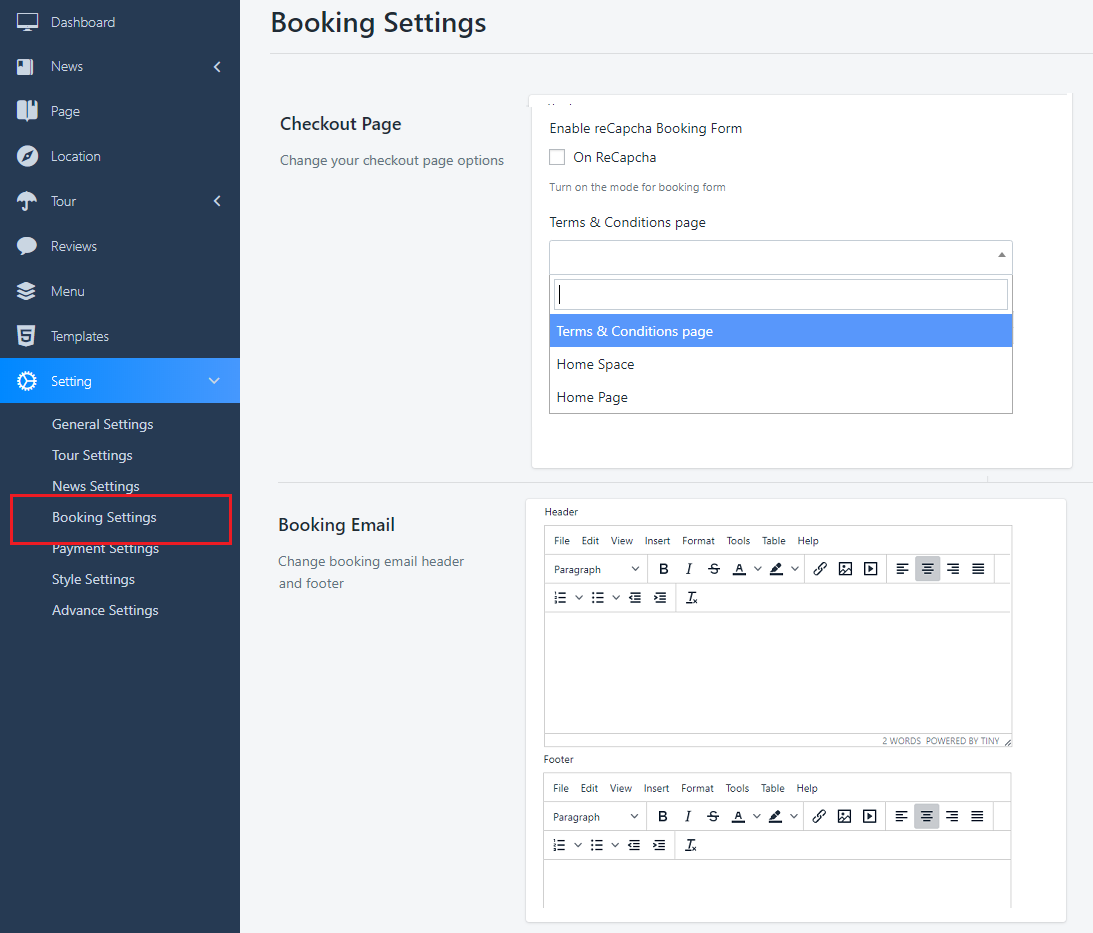 Dashboard
News
Page
Location
Tour
Reviews
Menu
Templates
Setting
General Settings
Tour Settings
News Settings
Booking Settings
Payment Settings
Style Settings
Advance Settings
Booking Settings
Checkout Page
Change your checkout page options
Enable reCapcha Booking Form
On ReCapcha
Turn on the mode for booking form
Terms & Conditions page
Terms & Conditions page
Home Space
Home Page
Booking Email
Change booking email header
and footer
Header
File Edit View Insert Format Tools Table Help
Paragraph B I S A
2 WORDS POWERED BY TINY
Footer
File Edit View Insert Format Tools Table Help
Paragraph B I S A